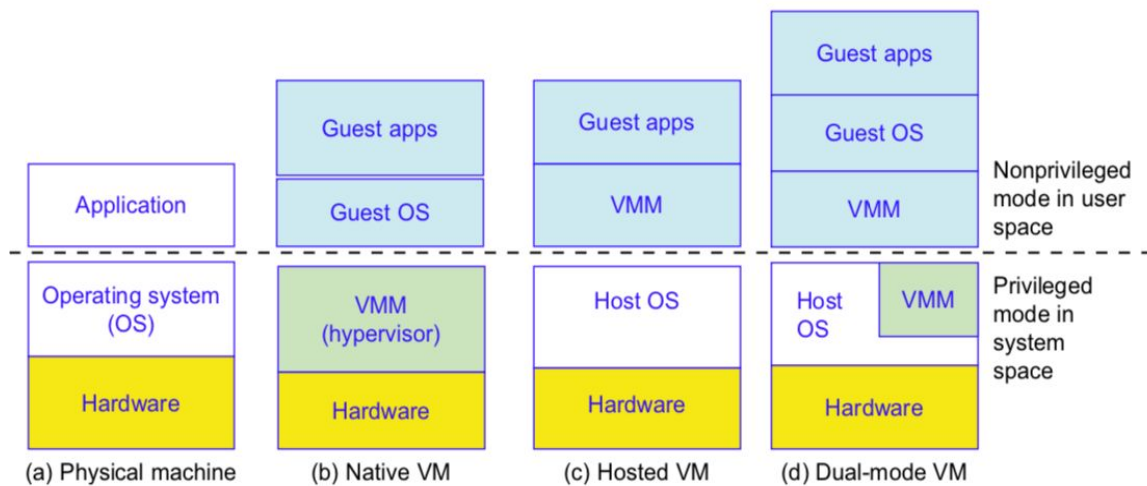 Application
Operating system
(OS)
Hardware
(a) Physical machine
Guest apps
Guest OS
VMM
(hypervisor)
Hardware
(b) Native VM
Guest apps
VMM
Host OS
Hardware
(c) Hosted VM
Guest apps
Guest OS
VMM
Host
OS
VMM
Hardware
(d) Dual-mode VM
Nonprivileged
mode in user
space
Privileged
mode in
system
space